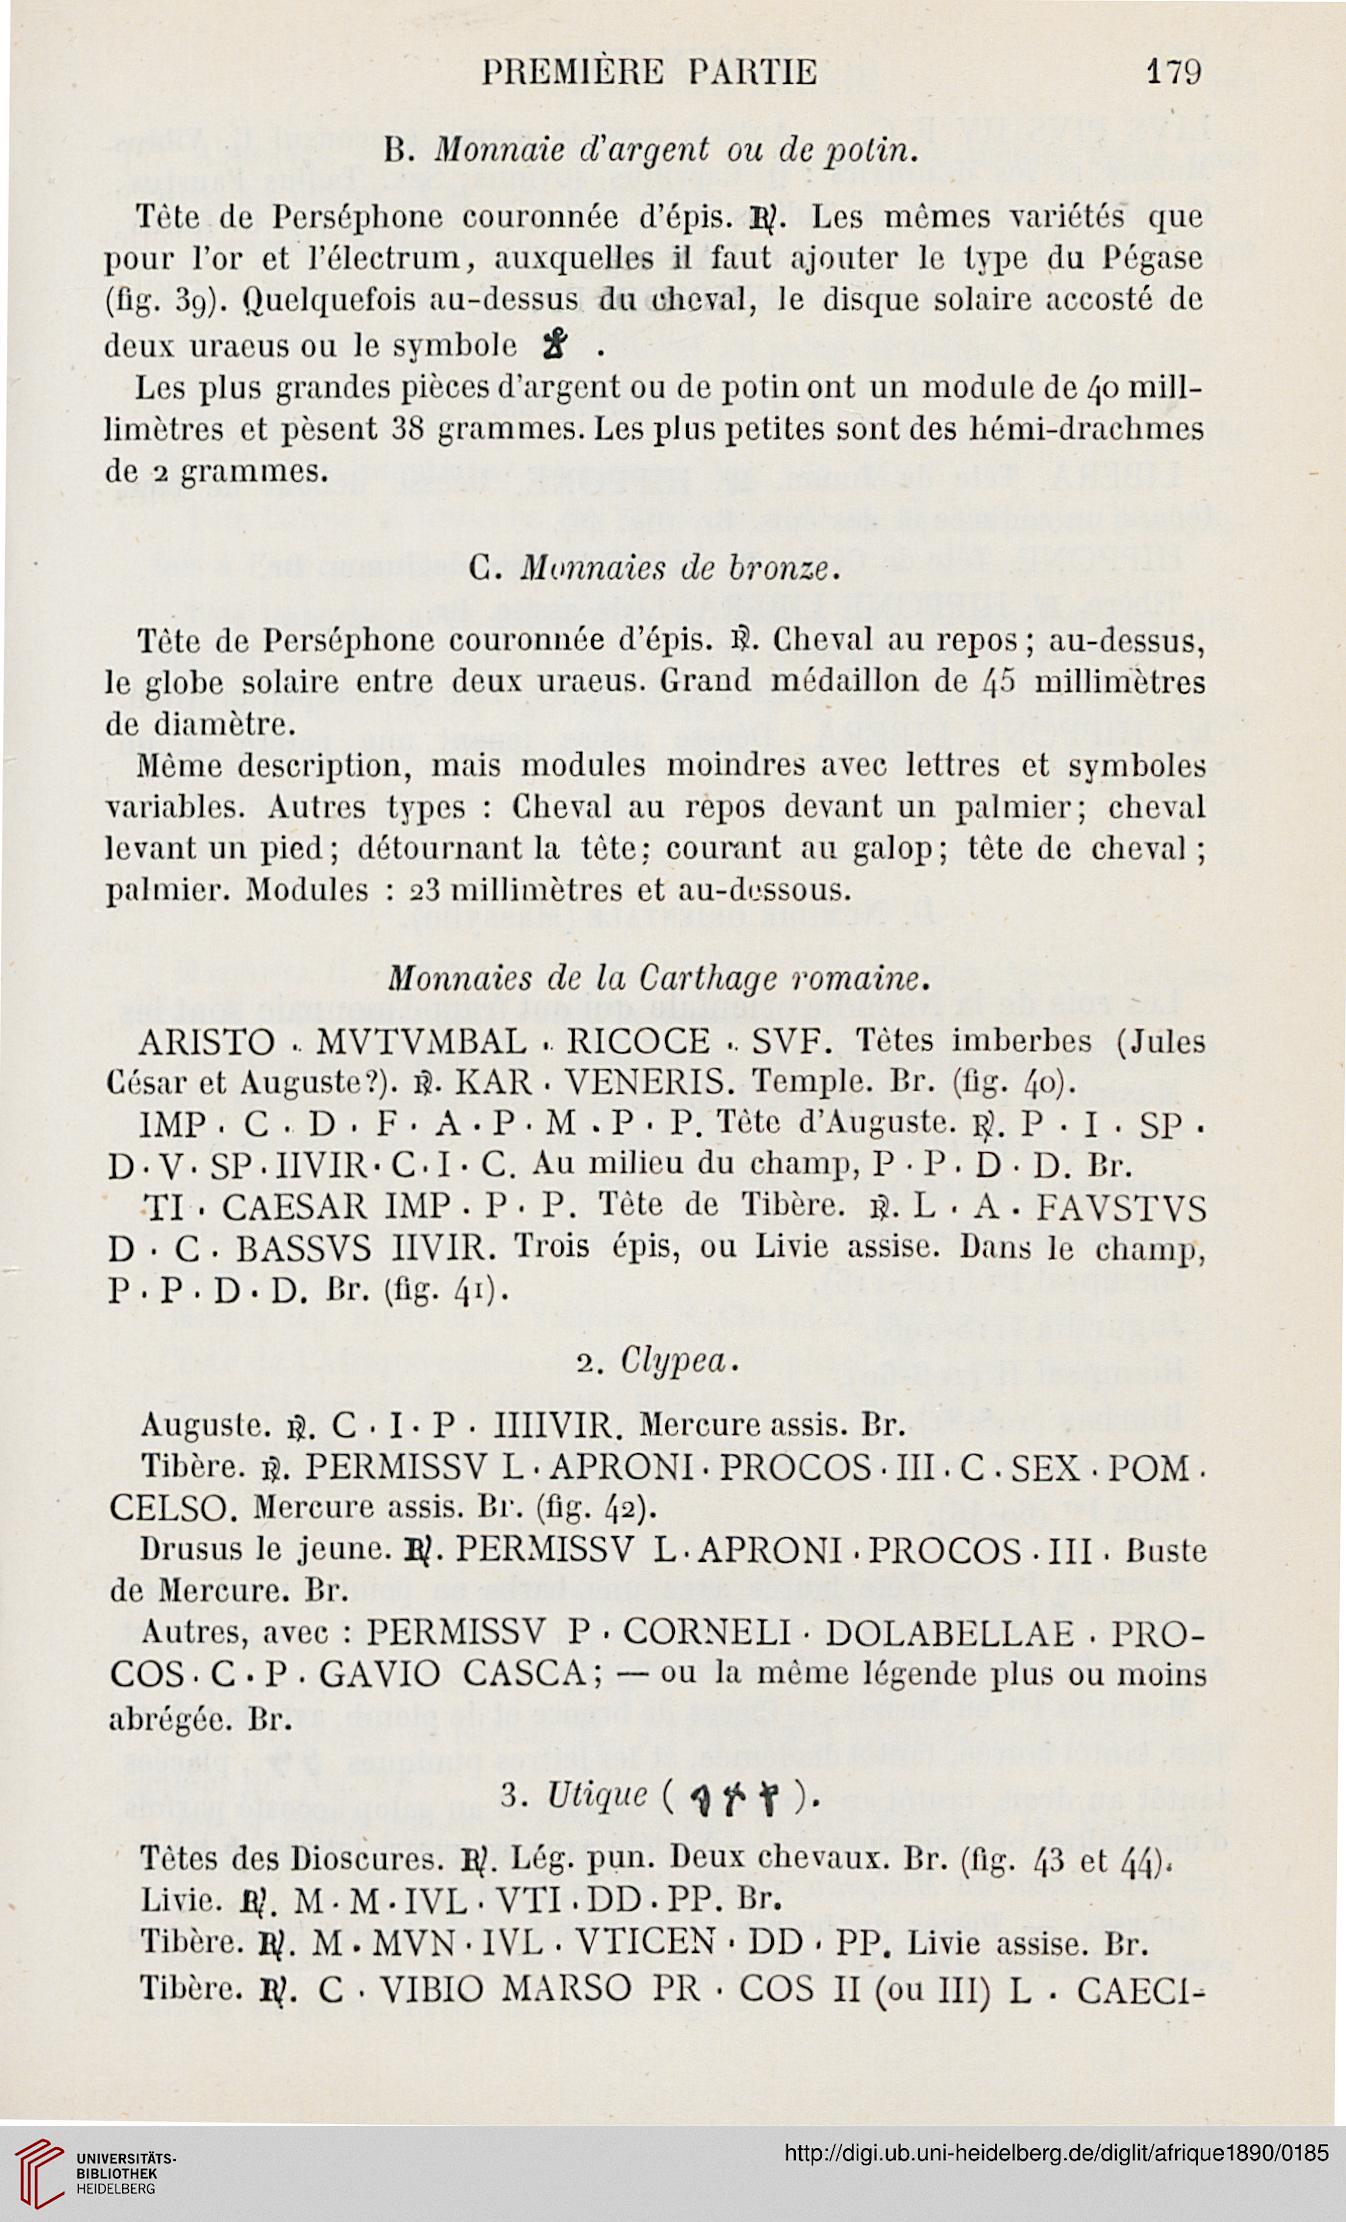 PREMIÈRE PARTIE 179
B. Monnaie d'argent ou de potin.
Tête de Perséphone couronnée d'épis. ℟. Les mêmes variétés que
pour l'or et l'électrum, auxquelles il faut ajouter le type du Pégase
(fig. 39). Quelquefois au-dessus du cheval, le disque solaire accosté de
deux uraeus ou le symbole .
Les plus grandes pièces d'argent ou de potin ont un module de 40 mill-
limètres et pèsent 38 grammes. Les plus petites sont des hémi-drachmes
de 2 grammes.
C. Monnaies de bronze.
Tête de Perséphone couronnée d'épis. ℟. Cheval au repos; au-dessus,
le globe solaire entre deux uraeus. Grand médaillon de 45 millimètres
de diamètre.
Même description, mais modules moindres avec lettres et symboles
variables. Autres types : Cheval au repos devant un palmier; cheval
levant un pied; détournant la tête; courant au galop; tête de cheval;
palmier. Modules : 23 millimètres et au-dessous.
Monnaies de la Carthage romaine.
ARISTO · MVTVMBAL · RICOCE · SVF. Têtes imberbes (Jules
César et Auguste?). ℟. KAR · VENERIS. Temple. Br. (fig. 40).
IMP · C · D · F · A · P · M · P · P. Tête d'Auguste. ℟. P · I · SP ·
D · V · SP · IIVIR · C · I · C. Au milieu du champ, P · P · D · D. Br.
TI · CAESAR IMP · P · P. Tête de Tibère. ℟. L · A · FAVSTVS
D · C · BASSVS IIVIR. Trois épis, ou Livie assise. Dans le champ,
P · P · D · D. Br. (fig. 41).
2. Clypea.
Auguste. ℟. C · I · P · IIIIVIR. Mercure assis. Br.
Tibère. ℟. PERMISSV L · APRONI · PROCOS · III · C · SEX · POM ·
CELSO. Mercure assis. Br. (fig. 42).
Drusus le jeune. ℟. PERMISSV L · APRONI · PROCOS · III · Buste
de Mercure. Br.
Autres, avec : PERMISSV P · CORNELI · DOLABELLAE · PRO-
COS · C · P · GAVIO CASCA; — ou la même légende plus ou moins
abrégée. Br.
3. Utique ( ).
Têtes des Dioscures. ℟. Lég. pun. Deux chevaux. Br. (fig. 43 et 44).
Livie. ℟. M · M · IVL · VTI · DD · PP. Br.
Tibère. ℟. M · MVN · IVL · VTICEN · DD · PP. Livie assise. Br.
Tibère. ℟. C · VIBIO MARSO PR · COS II (ou III) L · CAECI-
UNIVERSITÄTS-
BIBLIOTHEK
HEIDELBERG
http://digi.ub.uni-heidelberg.de/diglit/afrique1890/0185